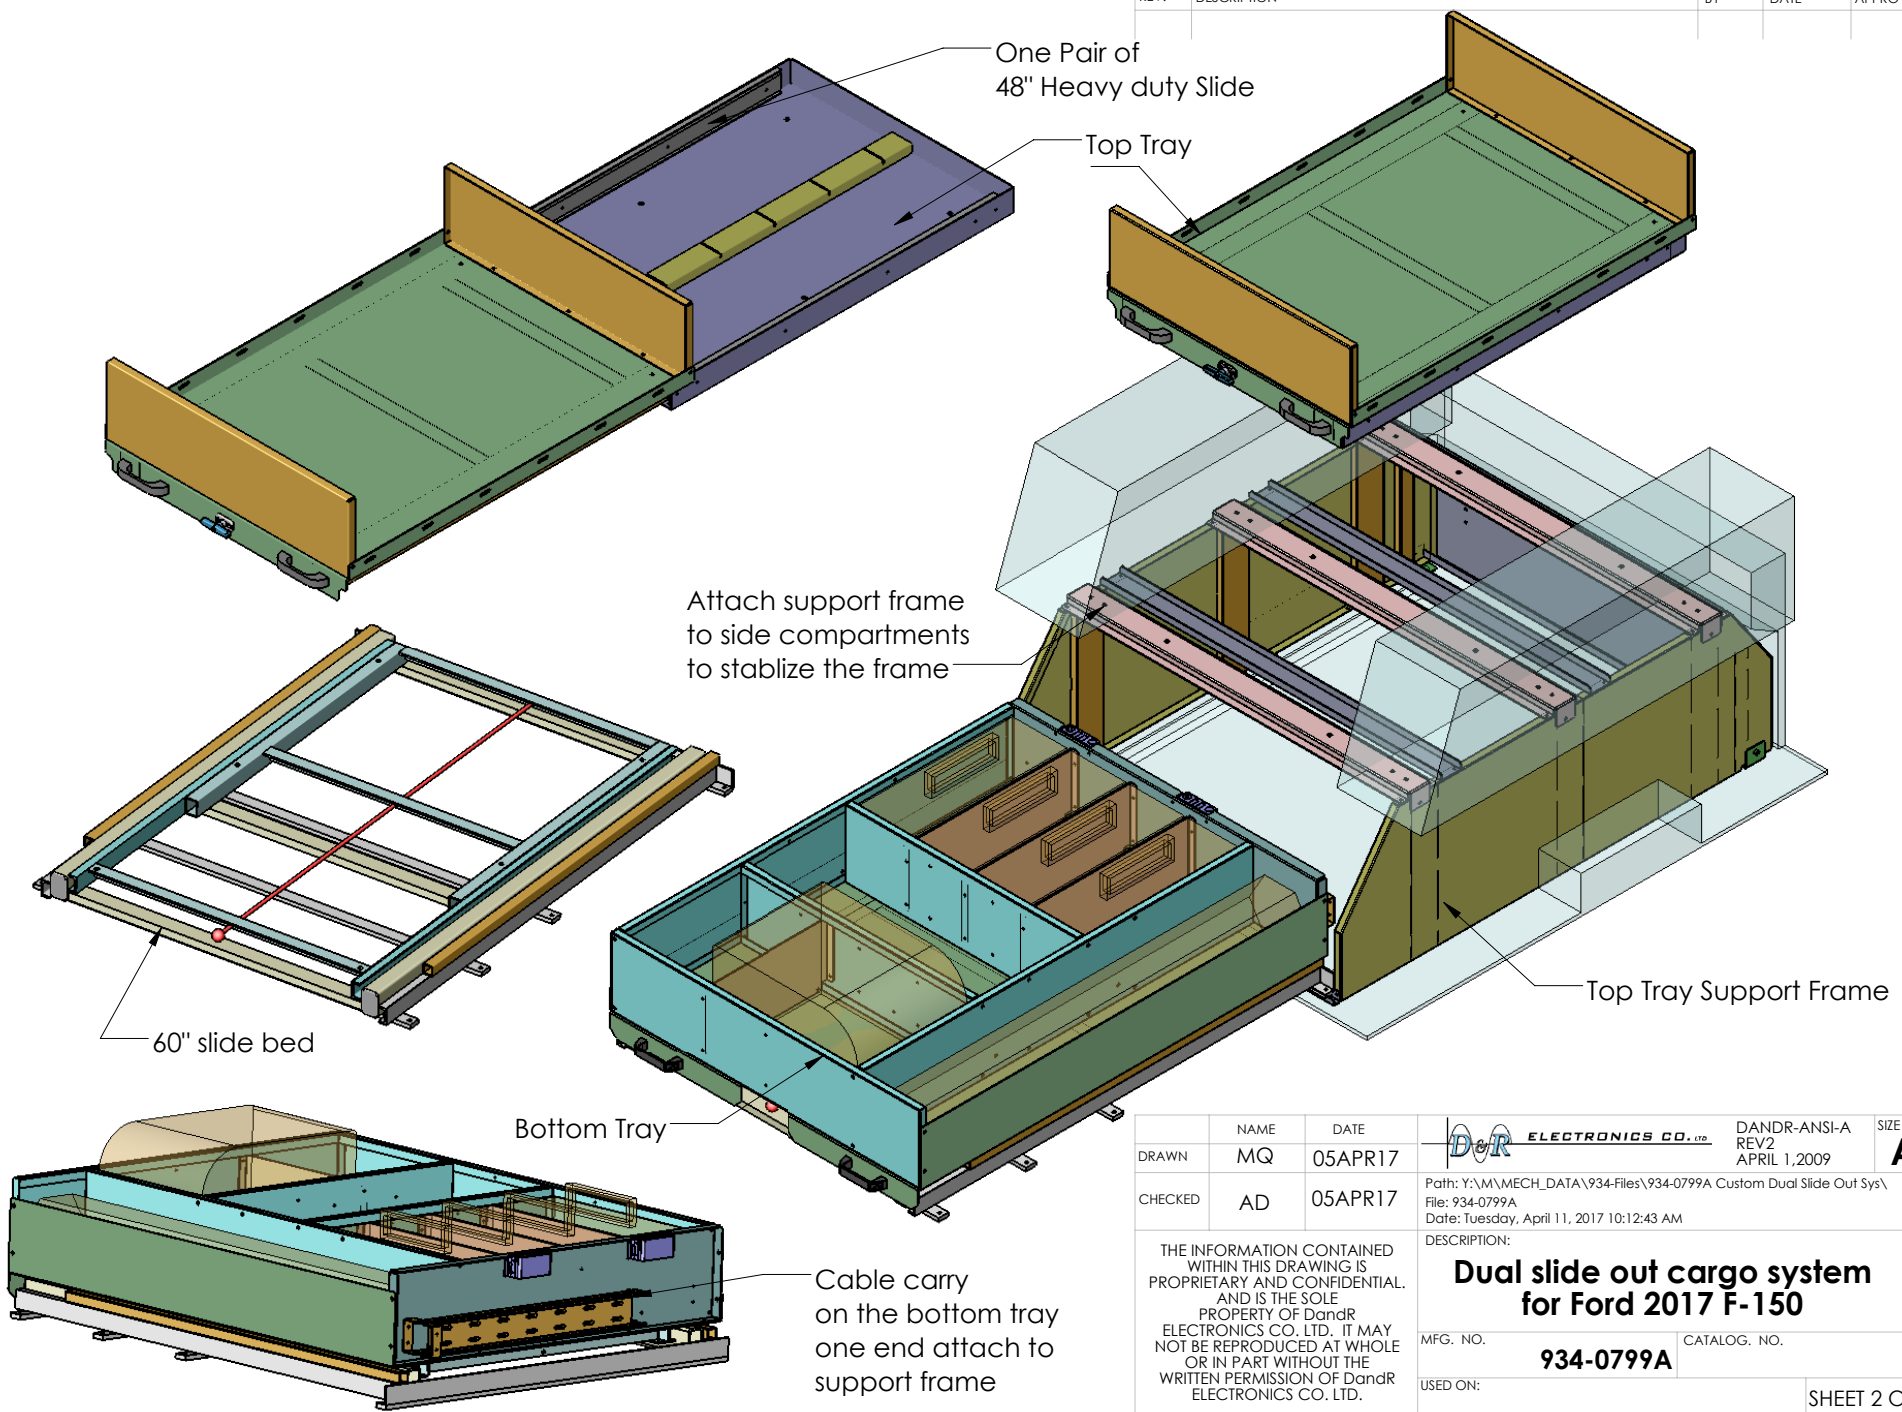 DESCRIPTION
BY
DATE
One Pair of
48" Heavy duty Slide
Top Tray
Attach support frame
to side compartments
to stablize the frame
60" slide bed
Top Tray Support Frame
Bottom Tray
Cable carry
on the bottom tray
one end attach to
support frame
NAME
DATE
DRAWN
MQ
05APR17
CHECKED
AD
05APR17
D&R ELECTRONICS CO. LTD
DANDR-ANSI-A
REV2
APRIL 1,2009
SIZE
A
Path: Y:\M\MECH_DATA\934-Files\934-0799A Custom Dual Slide Out Sys\
File: 934-0799A
Date: Tuesday, April 11, 2017 10:12:43 AM
THE INFORMATION CONTAINED
WITHIN THIS DRAWING IS
PROPRIETARY AND CONFIDENTIAL.
AND IS THE SOLE
PROPERTY OF DandR
ELECTRONICS CO. LTD. IT MAY
NOT BE REPRODUCED AT WHOLE
OR IN PART WITHOUT THE
WRITTEN PERMISSION OF DandR
ELECTRONICS CO. LTD.
DESCRIPTION:
Dual slide out cargo system
for Ford 2017 F-150
MFG. NO.
934-0799A
CATALOG. NO.
USED ON:
SHEET 2